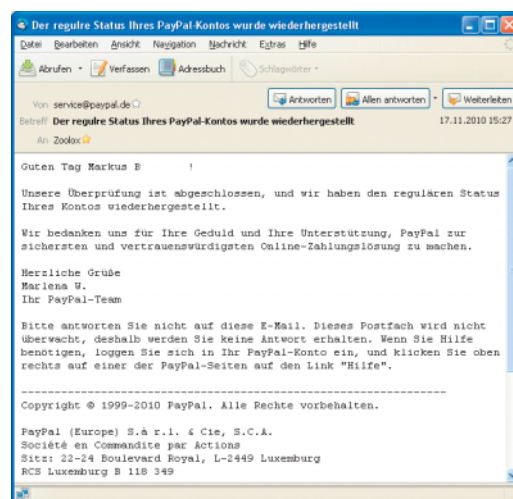 Der regulre Status Ihres PayPal-Kontos wurde wiederhergestellt
Datei Bearbeiten Ansicht Navigation Nachricht Extras Hilfe
Abrufen Verfassen Adressbuch Schlagwörter
Von service@paypal.de Antworten Allen antworten Weiterleiten
Betreff Der regulre Status Ihres PayPal-Kontos wurde wiederhergestellt 17.11.2010 15:27
An Zoolox
Guten Tag Markus B !
Unsere Überprüfung ist abgeschlossen, und wir haben den regulären Status
Ihres Kontos wiederhergestellt.
Wir bedanken uns für Ihre Geduld und Ihre Unterstützung, PayPal zur
sichersten und vertrauenswürdigsten Online-Zahlungslösung zu machen.
Herzliche Grüße
Marlena W.
Ihr PayPal-Team
Bitte antworten Sie nicht auf diese E-Mail. Dieses Postfach wird nicht
überwacht, deshalb werden Sie keine Antwort erhalten. Wenn Sie Hilfe
benötigen, loggen Sie sich in Ihr PayPal-Konto ein, und klicken Sie oben
rechts auf einer der PayPal-Seiten auf den Link "Hilfe".
----------------------------------------------------------------
Copyright © 1999-2010 PayPal. Alle Rechte vorbehalten.
PayPal (Europe) S.à r.l. & Cie, S.C.A.
Société en Commandite par Actions
Sitz: 22-24 Boulevard Royal, L-2449 Luxemburg
RCS Luxemburg B 118 349